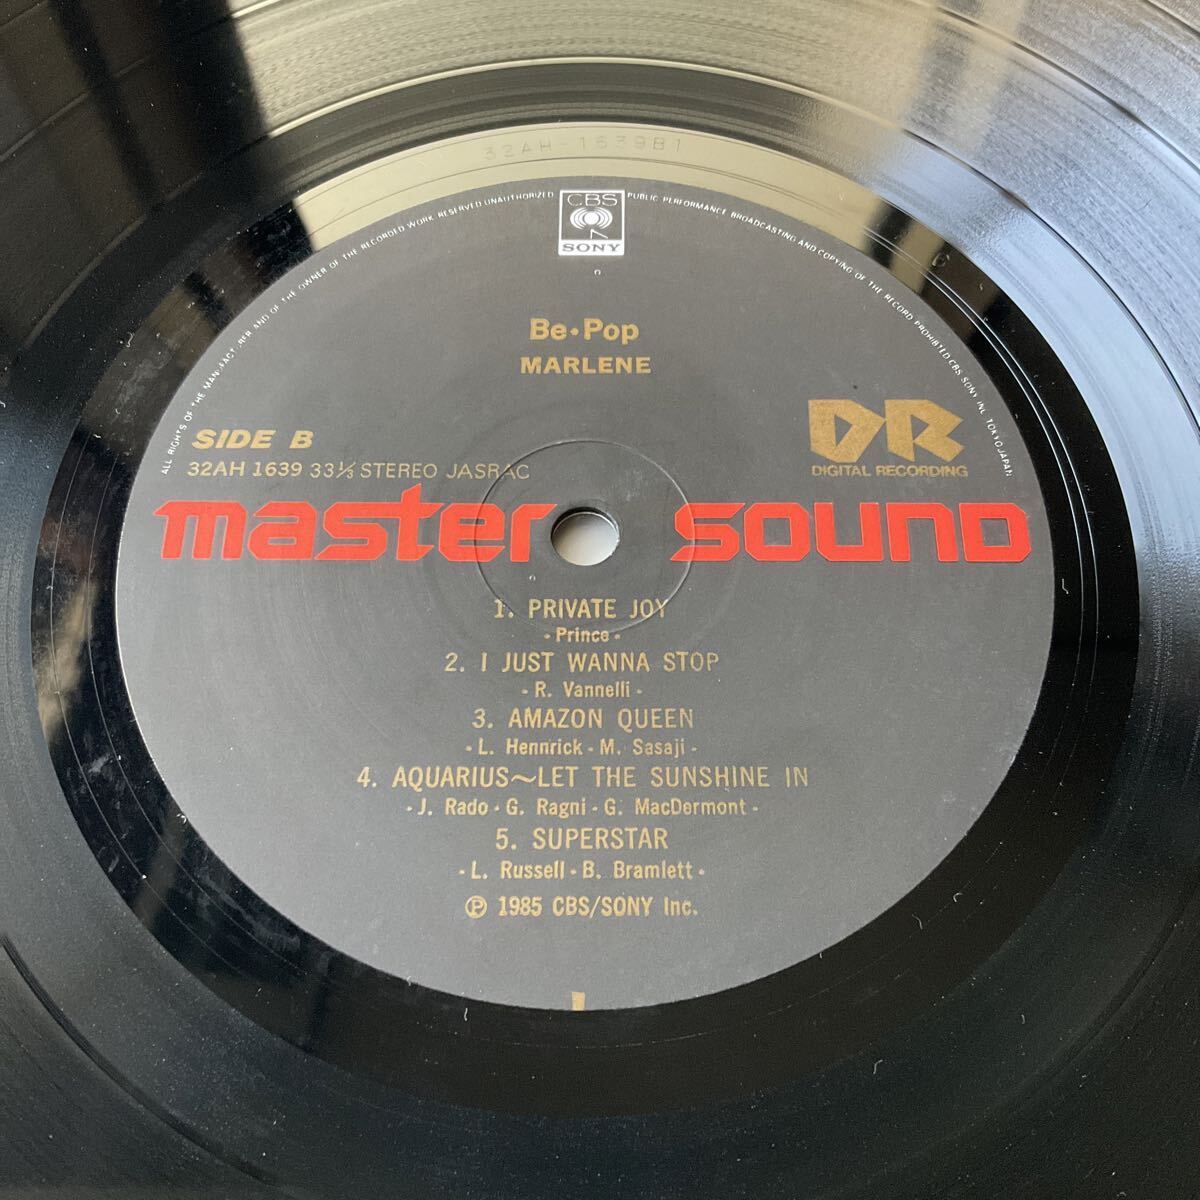 32AH-1639B1
ALL RIGHTS OF THE MANUFACTURER AND OF THE OWNER OF THE RECORDED WORK RESERVED UNAUTHORIZED PUBLIC PERFORMANCE BROADCASTING AND COPYING OF THE RECORD PROHIBITED CBS SONY INC. TOKYO JAPAN
CBS
SONY
Be•Pop
MARLENE
SIDE B
32AH 1639 33⅓ STEREO JASRAC
DR
DIGITAL RECORDING
master sound
1. PRIVATE JOY
- Prince -
2. I JUST WANNA STOP
- R. Vannelli -
3. AMAZON QUEEN
- L. Hennrick - M. Sasaji -
4. AQUARIUS~LET THE SUNSHINE IN
- J. Rado - G. Ragni - G. MacDermont -
5. SUPERSTAR
- L. Russell - B. Bramlett -
℗ 1985 CBS/SONY Inc.